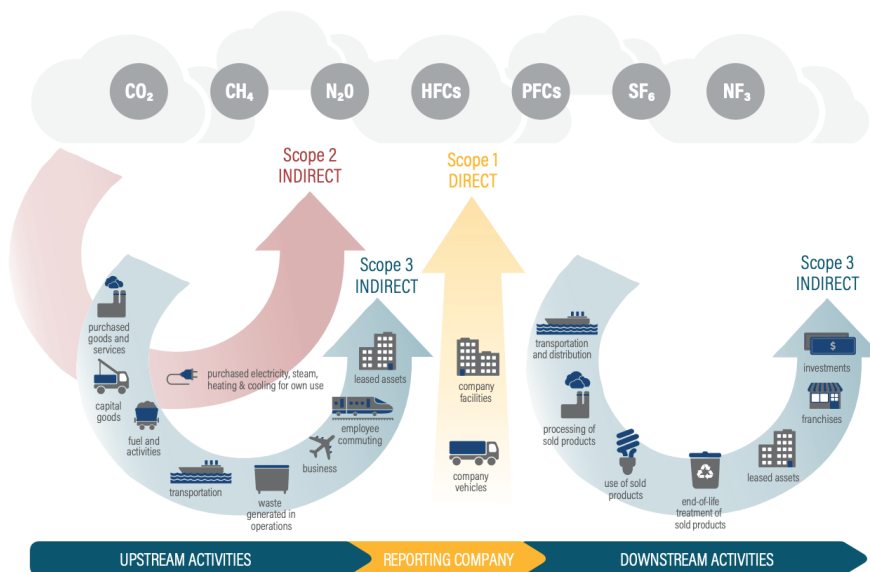 CO₂
CH₄
N₂O
HFCs
PFCs
SF₆
NF₃
Scope 2
INDIRECT
Scope 1
DIRECT
Scope 3
INDIRECT
Scope 3
INDIRECT
purchased
goods and
services
capital
goods
fuel and
activities
purchased electricity, steam,
heating & cooling for own use
transportation
waste
generated in
operations
business
employee
commuting
leased assets
company
facilities
company
vehicles
transportation
and distribution
processing of
sold products
use of sold
products
end-of-life
treatment of
sold products
leased assets
franchises
$
investments
UPSTREAM ACTIVITIES
REPORTING COMPANY
DOWNSTREAM ACTIVITIES